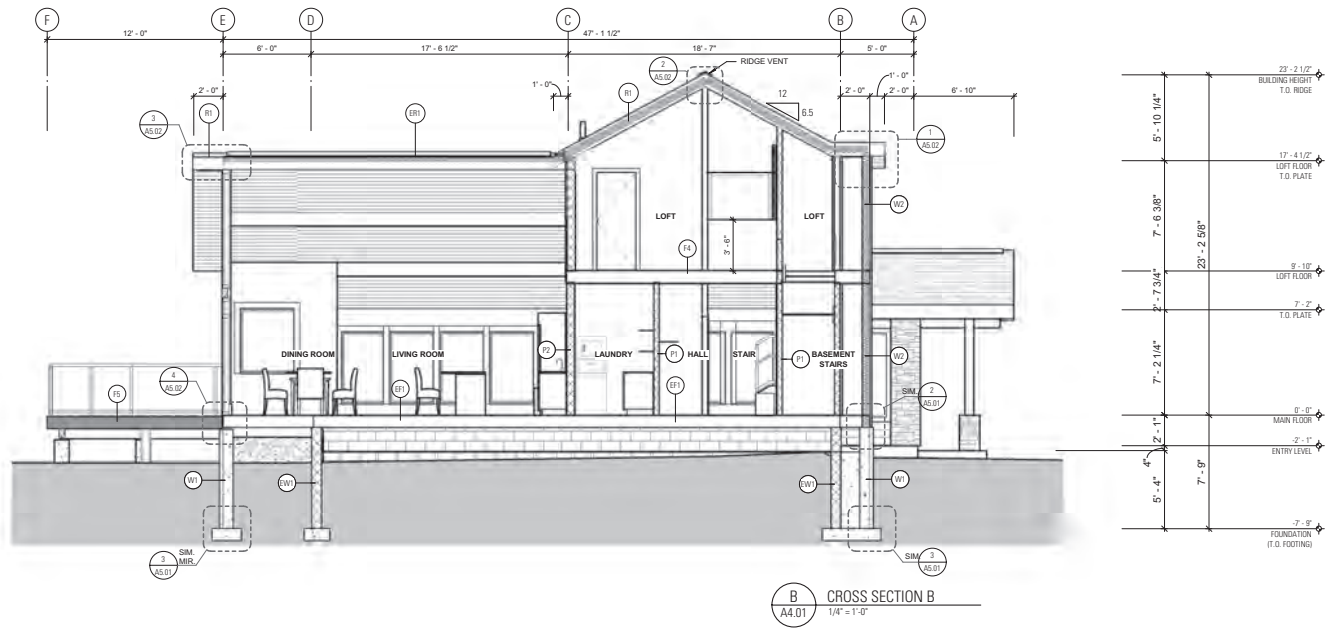 F
E
D
C
B
A
12' - 0"
47' - 1 1/2"
6' - 0"
17' - 6 1/2"
18' - 7"
5' - 0"
2' - 0"
1' - 0"
2' - 0"
2' - 0"
1' - 0"
6' - 10"
RIDGE VENT
2
A5.02
R1
12
6.5
3
A5.02
R1
ER1
1
A5.02
W2
LOFT
LOFT
F4
3' - 6"
DINING ROOM
LIVING ROOM
P2
LAUNDRY
P1
HALL
STAIR
P1
BASEMENT
STAIRS
W2
F5
4
A5.02
EF1
EF1
SIM.
2
A5.01
W1
EW1
EW1
W1
3
A5.01
SIM.
MIR.
SIM.
3
A5.01
23' - 2 1/2"
BUILDING HEIGHT
T.O. RIDGE
5' - 10 1/4"
17' - 4 1/2"
LOFT FLOOR
T.O. PLATE
7' - 6 3/8"
23' - 2 5/8"
9' - 10"
LOFT FLOOR
2' - 7 3/4"
7' - 2"
T.O. PLATE
7' - 2 1/4"
0' - 0"
MAIN FLOOR
2' - 1"
-2' - 1"
ENTRY LEVEL
4"
5' - 4"
7' - 9"
-7' - 9"
FOUNDATION
(T.O. FOOTING)
B
A4.01
CROSS SECTION B
1/4" = 1'-0"